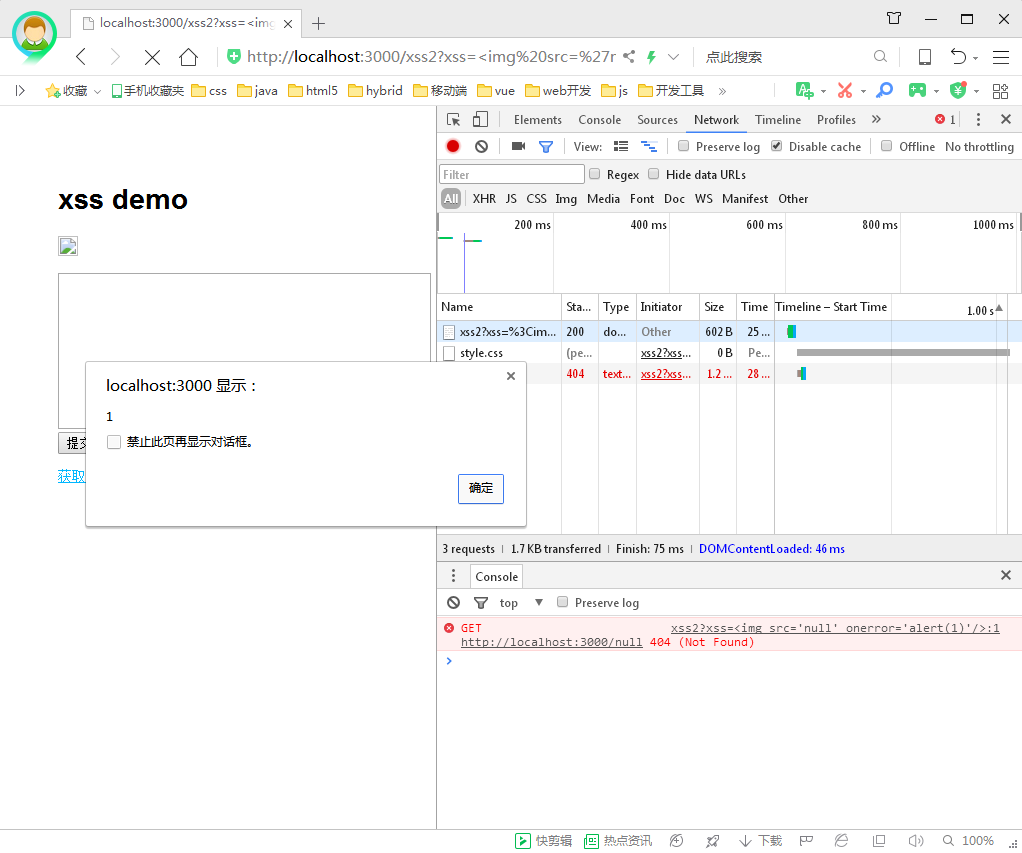 localhost:3000/xss2?xss=<img
http://localhost:3000/xss2?xss=<img%20src=%27r
点此搜索
收藏 手机收藏夹 css java html5 hybrid 移动端 vue web开发 js 开发工具 »
xss demo
提交
获取
localhost:3000 显示：
1
禁止此页再显示对话框。
确定
Elements Console Sources Network Timeline Profiles » 1
View: Preserve log Disable cache Offline No throttling
Filter Regex Hide data URLs
All XHR JS CSS Img Media Font Doc WS Manifest Other
200 ms 400 ms 600 ms 800 ms 1000 ms
Name Sta... Type Initiator Size Time Timeline – Start Time 1.00 s
xss2?xss=%3Cim... 200 do... Other 602 B 25 ...
style.css (pe... xss2?xss... 0 B Pe...
404 text... xss2?xss... 1.2 ... 28 ...
3 requests | 1.7 KB transferred | Finish: 75 ms | DOMContentLoaded: 46 ms
Console
top Preserve log
GET xss2?xss=<img src='null' onerror='alert(1)'/>:1
http://localhost:3000/null 404 (Not Found)
快剪辑 热点资讯 下载 100%